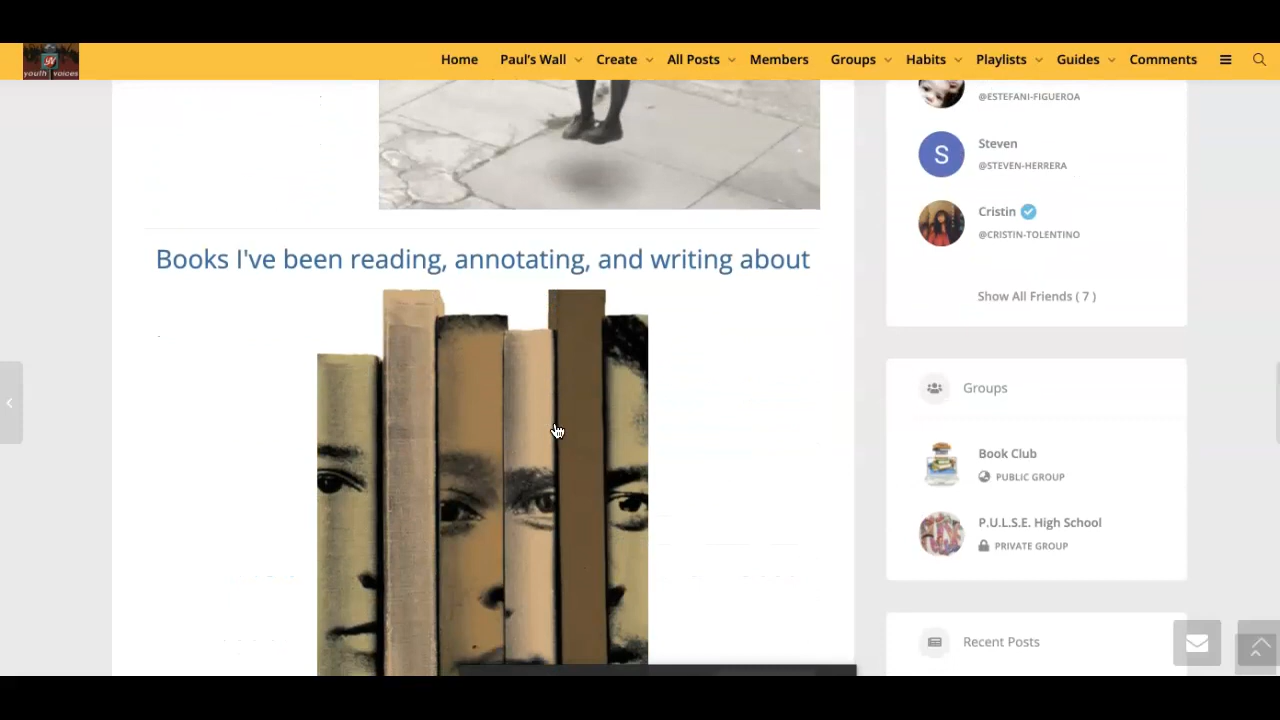 youth voices
Home Paul's Wall Create All Posts Members Groups Habits Playlists Guides Comments
@ESTEFANI-FIGUEROA
Steven
S
@STEVEN-HERRERA
Cristin
@CRISTIN-TOLENTINO
Show All Friends ( 7 )
Books I've been reading, annotating, and writing about
Groups
Book Club
PUBLIC GROUP
P.U.L.S.E. High School
PRIVATE GROUP
Recent Posts